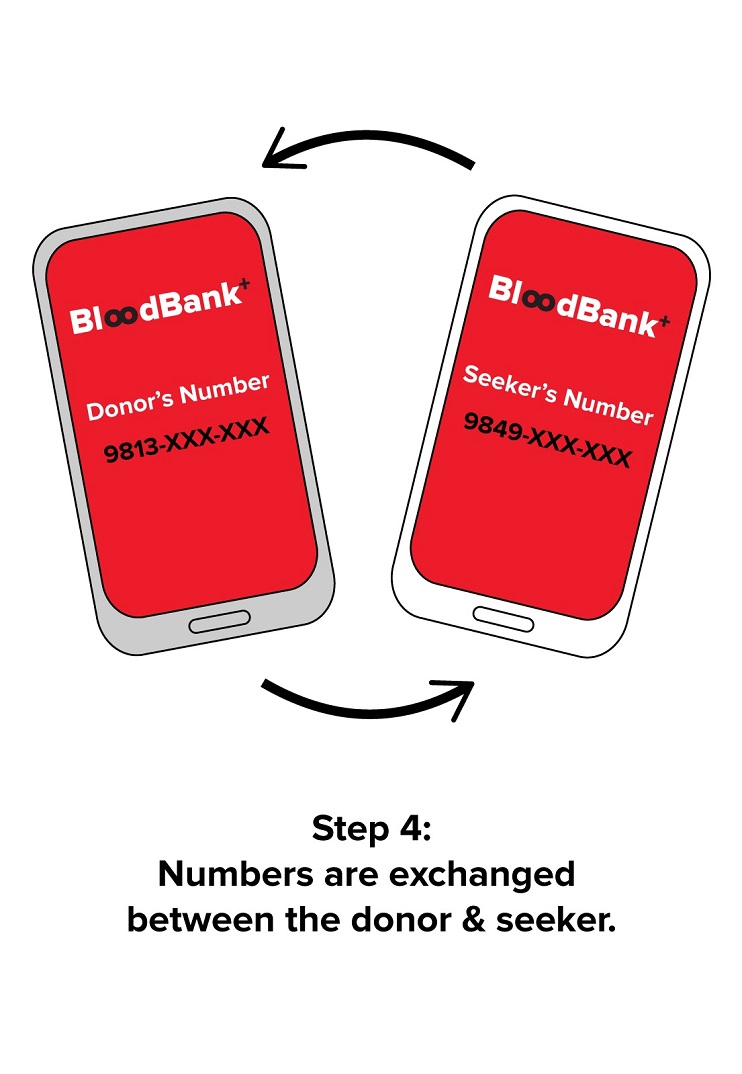 BloodBank+
Donor's Number
9813-XXX-XXX
BloodBank+
Seeker's Number
9849-XXX-XXX
Step 4:
Numbers are exchanged
between the donor & seeker.